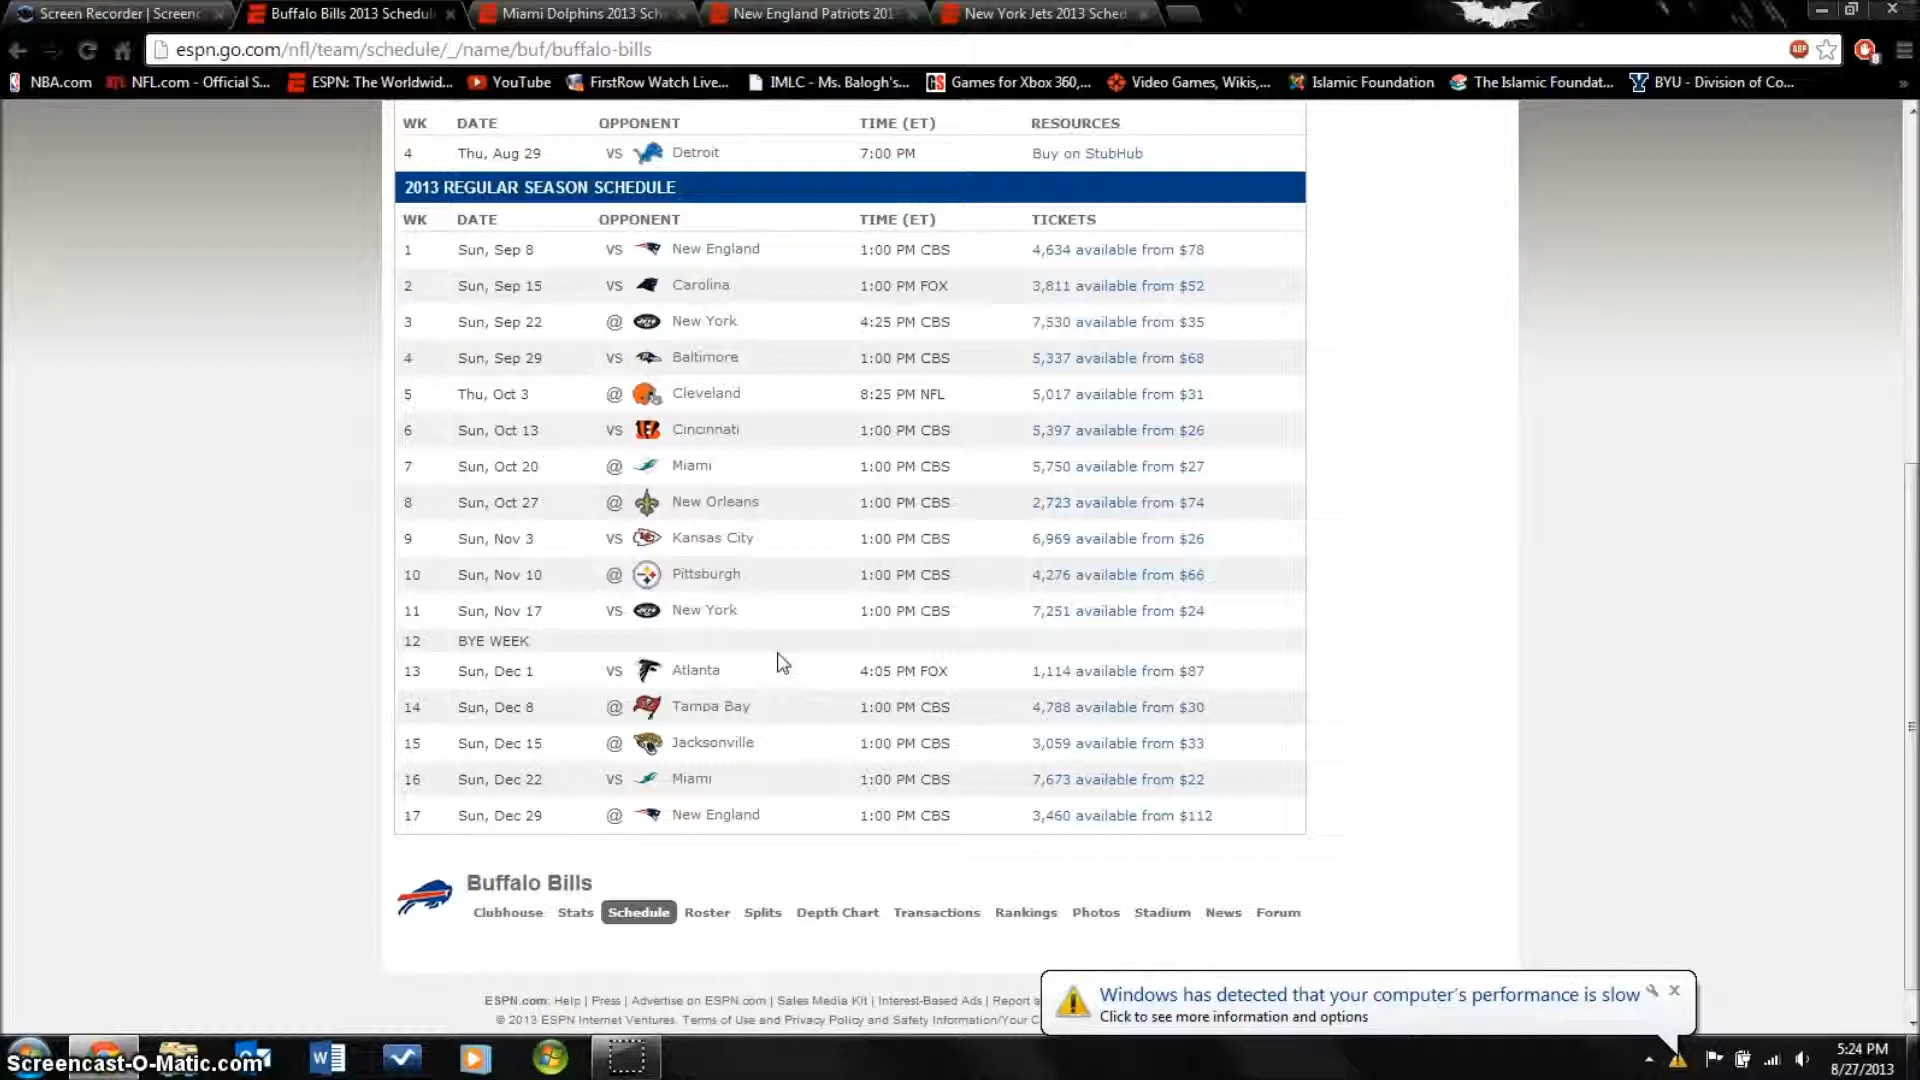 Screen Recorder | Screenc
Buffalo Bills 2013 Schedul
Miami Dolphins 2013 Sch
New England Patriots 201
New York Jets 2013 Sched
espn.go.com/nfl/team/schedule/_/name/buf/buffalo-bills
ABP
8
NBA.com
NFL.com - Official S...
ESPN: The Worldwid...
YouTube
FirstRow Watch Live...
IMLC - Ms. Balogh's...
GS Games for Xbox 360,...
Video Games, Wikis,...
Islamic Foundation
The Islamic Foundat...
BYU - Division of Co...
WK DATE OPPONENT TIME (ET) RESOURCES
4 Thu, Aug 29 VS Detroit 7:00 PM Buy on StubHub
2013 REGULAR SEASON SCHEDULE
WK DATE OPPONENT TIME (ET) TICKETS
1 Sun, Sep 8 VS New England 1:00 PM CBS 4,634 available from $78
2 Sun, Sep 15 VS Carolina 1:00 PM FOX 3,811 available from $52
3 Sun, Sep 22 @ New York 4:25 PM CBS 7,530 available from $35
4 Sun, Sep 29 VS Baltimore 1:00 PM CBS 5,337 available from $68
5 Thu, Oct 3 @ Cleveland 8:25 PM NFL 5,017 available from $31
6 Sun, Oct 13 VS Cincinnati 1:00 PM CBS 5,397 available from $26
7 Sun, Oct 20 @ Miami 1:00 PM CBS 5,750 available from $27
8 Sun, Oct 27 @ New Orleans 1:00 PM CBS 2,723 available from $74
9 Sun, Nov 3 VS Kansas City 1:00 PM CBS 6,969 available from $26
10 Sun, Nov 10 @ Pittsburgh 1:00 PM CBS 4,276 available from $66
11 Sun, Nov 17 VS New York 1:00 PM CBS 7,251 available from $24
12 BYE WEEK
13 Sun, Dec 1 VS Atlanta 4:05 PM FOX 1,114 available from $87
14 Sun, Dec 8 @ Tampa Bay 1:00 PM CBS 4,788 available from $30
15 Sun, Dec 15 @ Jacksonville 1:00 PM CBS 3,059 available from $33
16 Sun, Dec 22 VS Miami 1:00 PM CBS 7,673 available from $22
17 Sun, Dec 29 @ New England 1:00 PM CBS 3,460 available from $112
Buffalo Bills
Clubhouse Stats Schedule Roster Splits Depth Chart Transactions Rankings Photos Stadium News Forum
ESPN.com: Help | Press | Advertise on ESPN.com | Sales Media Kit | Interest-Based Ads | Report
© 2013 ESPN Internet Ventures. Terms of Use and Privacy Policy and Safety Information/Your C
Windows has detected that your computer's performance is slow
Click to see more information and options
Screencast-O-Matic.com
5:24 PM
8/27/2013